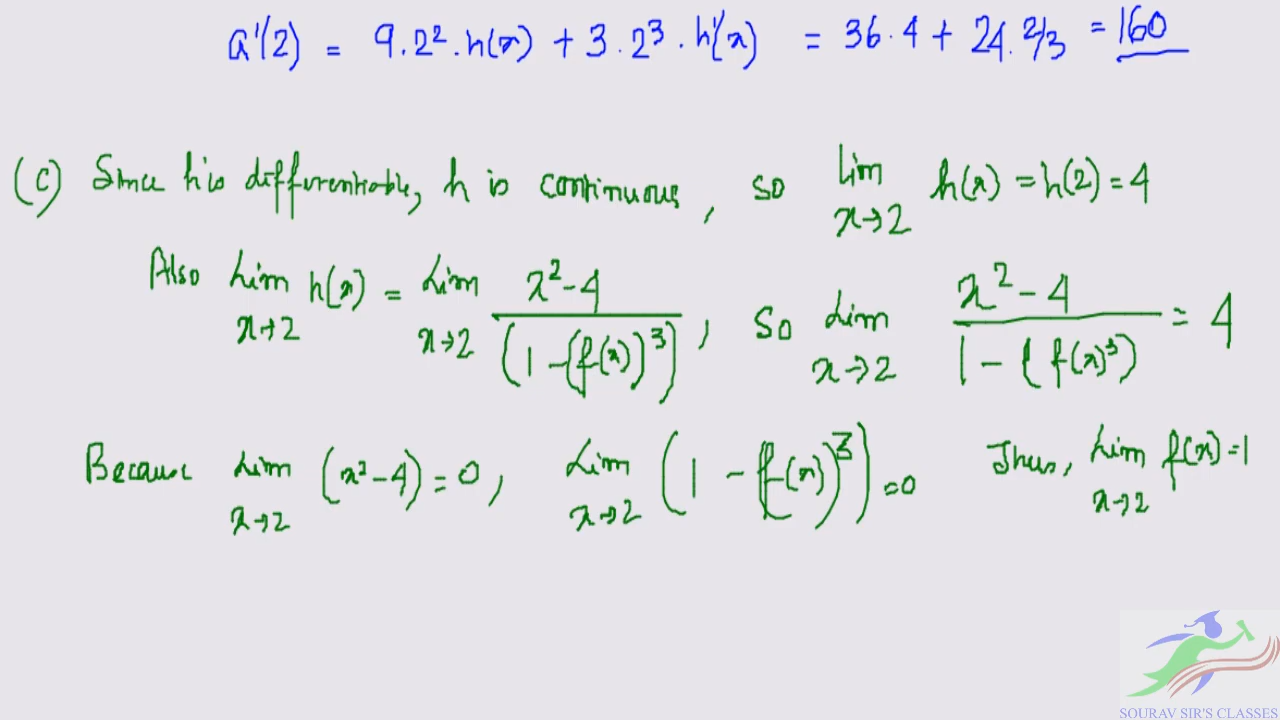 a'(2) = 9.2².h(x) + 3.2³.h'(x) = 36.4 + 24.2/3 = 160
(c) Since h is differentiable, h is continuous, so lim x→2 h(x) = h(2) = 4
Also Lim x→2 h(x) = Lim x→2 x²-4 / (1-(f(x))³), So Lim x→2 x²-4 / 1-(f(x)³) = 4
Because Lim x→2 (x²-4) = 0, Lim x→2 (1-(f(x))³) = 0 Thus, Lim x→2 f(x)=1
SOURAV SIR'S CLASSES